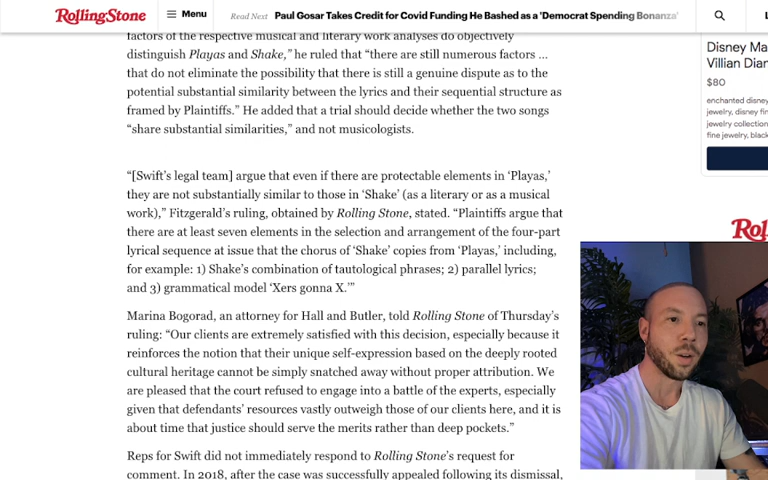 RollingStone
Menu
Read Next Paul Gosar Takes Credit for Covid Funding He Bashed as a 'Democrat Spending Bonanza'
factors of the respective musical and literary work analyses do objectively
distinguish Playas and Shake,” he ruled that “there are still numerous factors …
that do not eliminate the possibility that there is still a genuine dispute as to the
potential substantial similarity between the lyrics and their sequential structure as
framed by Plaintiffs.” He added that a trial should decide whether the two songs
“share substantial similarities,” and not musicologists.
“[Swift’s legal team] argue that even if there are protectable elements in ‘Playas,’
they are not substantially similar to those in ‘Shake’ (as a literary or as a musical
work),” Fitzgerald’s ruling, obtained by Rolling Stone, stated. “Plaintiffs argue that
there are at least seven elements in the selection and arrangement of the four-part
lyrical sequence at issue that the chorus of ‘Shake’ copies from ‘Playas,’ including,
for example: 1) Shake’s combination of tautological phrases; 2) parallel lyrics;
and 3) grammatical model ‘Xers gonna X.’”
Marina Bogorad, an attorney for Hall and Butler, told Rolling Stone of Thursday’s
ruling: “Our clients are extremely satisfied with this decision, especially because it
reinforces the notion that their unique self-expression based on the deeply rooted
cultural heritage cannot be simply snatched away without proper attribution. We
are pleased that the court refused to engage into a battle of the experts, especially
given that defendants’ resources vastly outweigh those of our clients here, and it is
about time that justice should serve the merits rather than deep pockets.”
Reps for Swift did not immediately respond to Rolling Stone’s request for
comment. In 2018, after the case was successfully appealed following its dismissal,
Disney Ma
Villian Dian
$80
enchanted disney
jewelry, disney fin
jewelry collection
fine jewelry, black
Rol